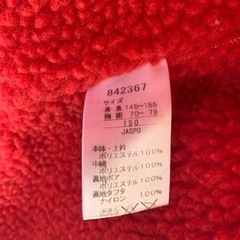 842367
サイズ
身長 145~155
胸囲 70~78
150
JASPO
本体・上衿
ポリエステル100%
中綿
ポリエステル100%
裏地ボア
ポリエステル100%
裏地タフタ
ナイロン100%